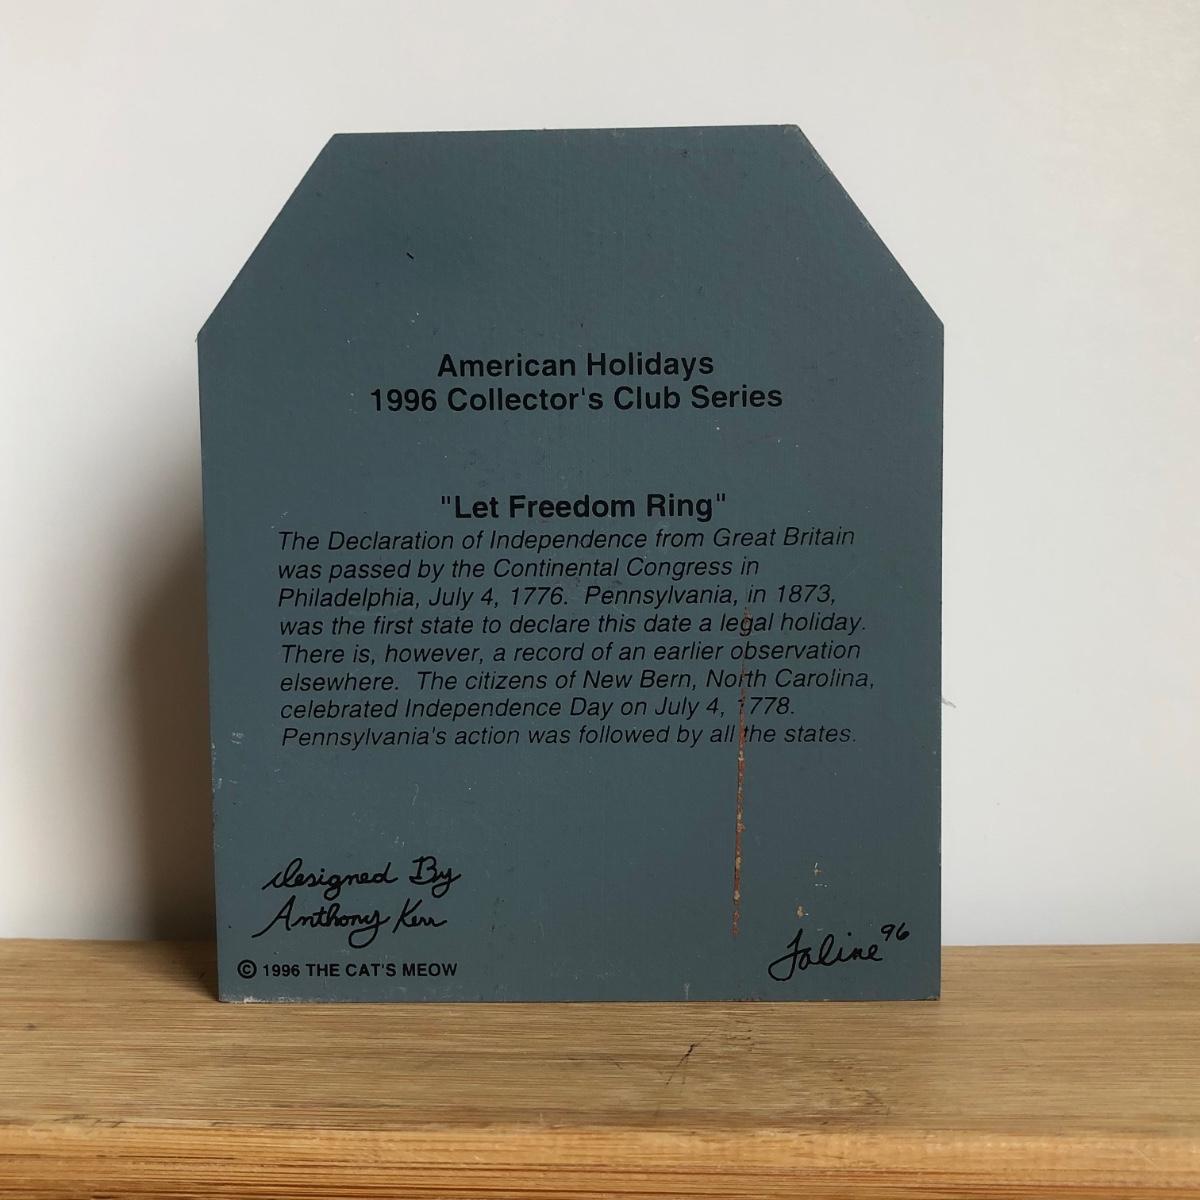 American Holidays
1996 Collector's Club Series
"Let Freedom Ring"
The Declaration of Independence from Great Britain
was passed by the Continental Congress in
Philadelphia, July 4, 1776. Pennsylvania, in 1873,
was the first state to declare this date a legal holiday.
There is, however, a record of an earlier observation
elsewhere. The citizens of New Bern, North Carolina,
celebrated Independence Day on July 4, 1778.
Pennsylvania's action was followed by all the states.
designed By
Anthony Kerr
© 1996 THE CAT'S MEOW
Faline 96